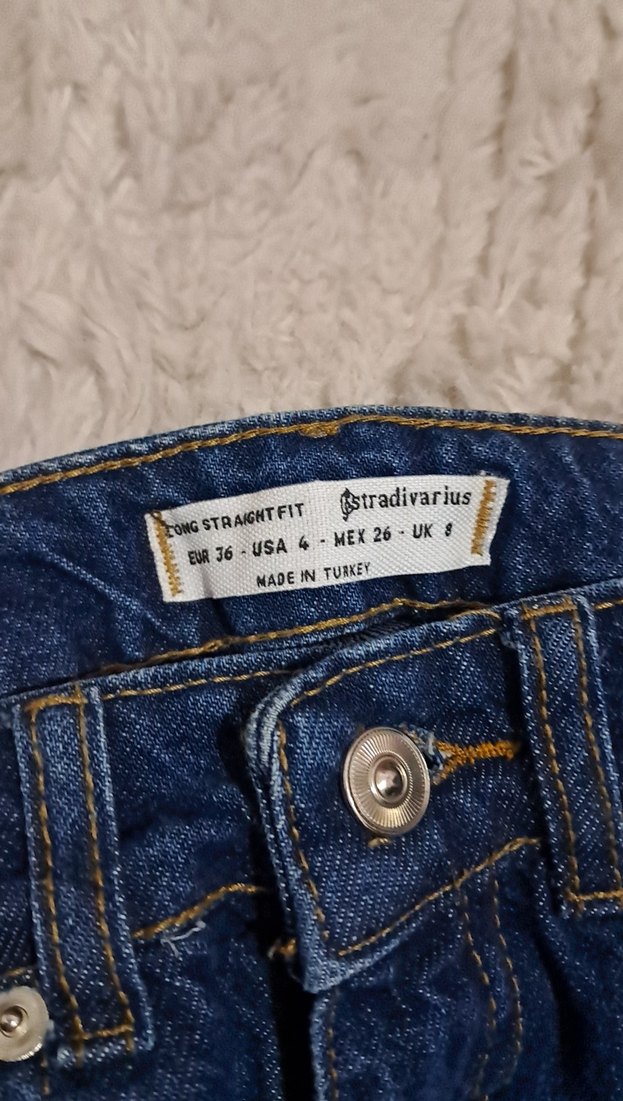 LONG STRAIGHT FIT stradivarius
EUR 36 - USA 4 - MEX 26 - UK 8
MADE IN TURKEY